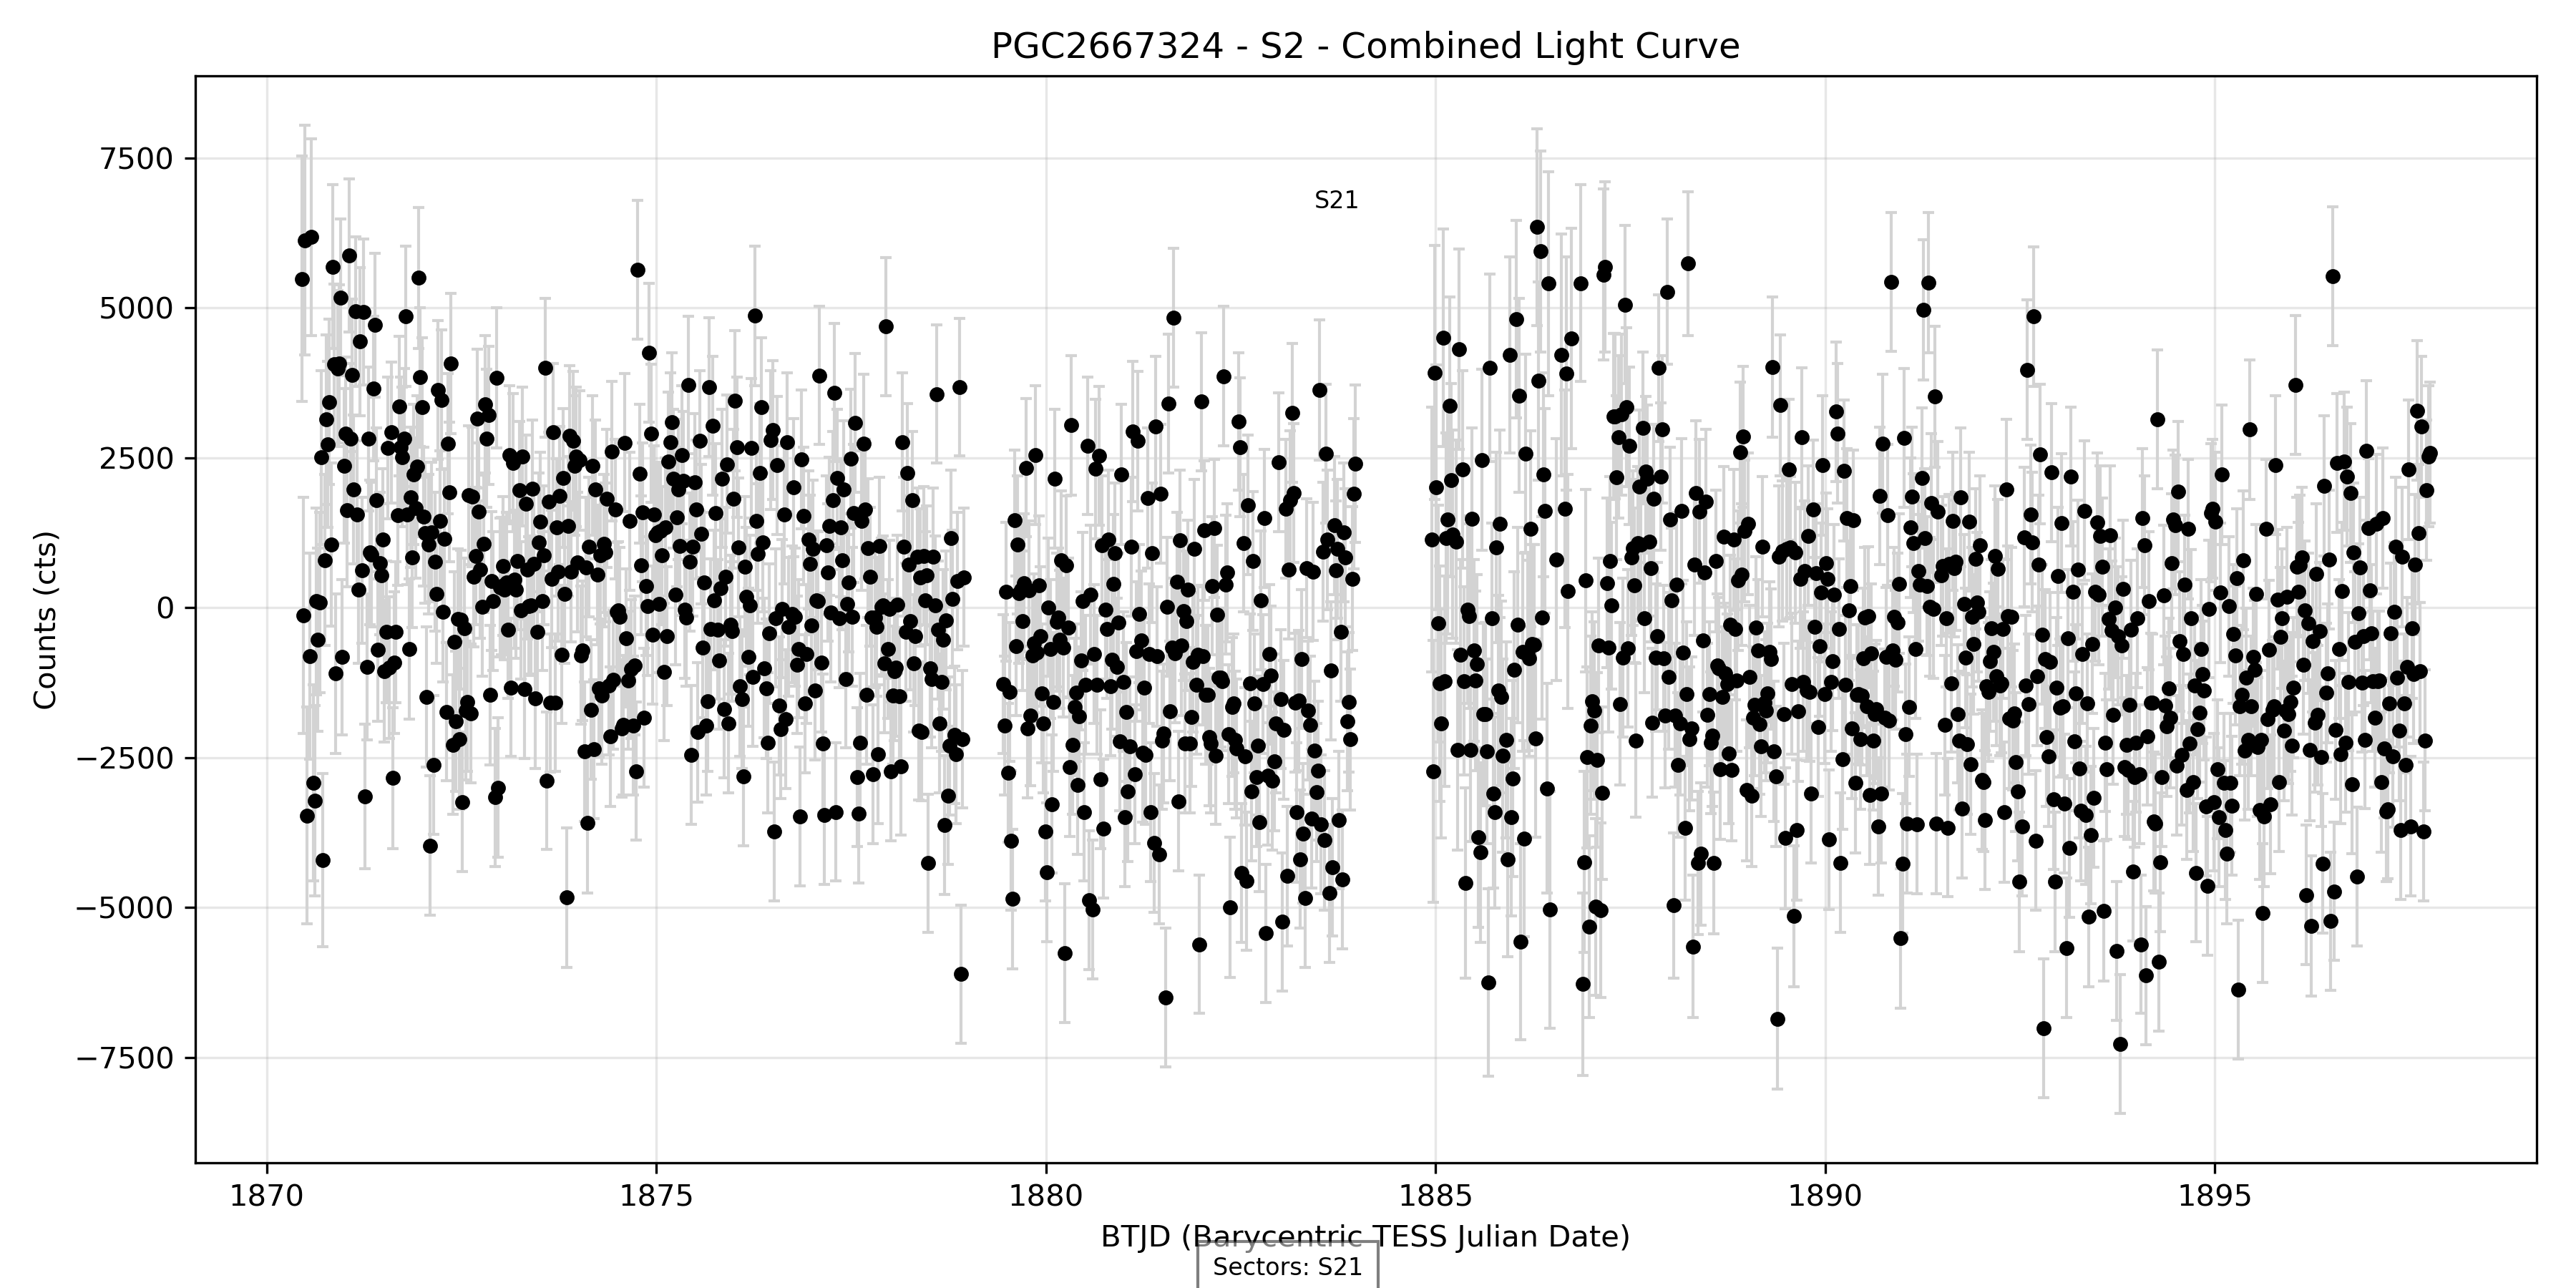 PGC2667324 - S2 - Combined Light Curve
7500
5000
2500
0
−2500
−5000
−7500
Counts (cts)
S21
1870
1875
1880
1885
1890
1895
BTJD (Barycentric TESS Julian Date)
Sectors: S21